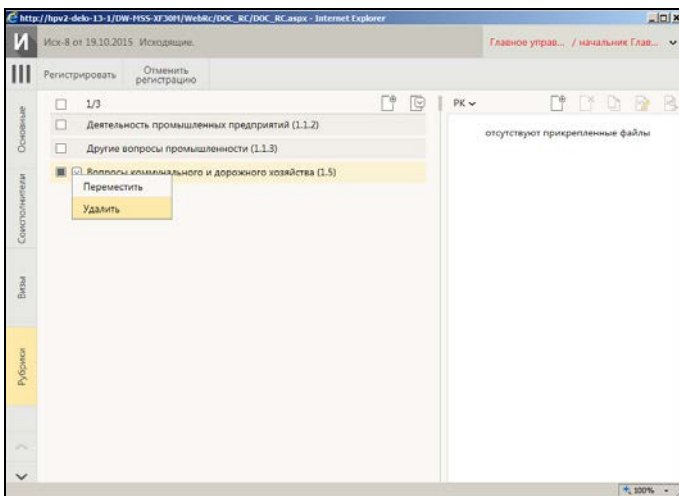 http://hpv2-delo-13-1/DW-MSS-XF30M/WebRc/DOC_RC/DOC_RC.aspx - Internet Explorer
И
Исх-8 от 19.10.2015 Исходящие.
Главное управ... / начальник Глав...
Регистрировать
Отменить
регистрацию
1/3
РК
Деятельность промышленных предприятий (1.1.2)
отсутствуют прикрепленные файлы
Другие вопросы промышленности (1.1.3)
Вопросы коммунального и дорожного хозяйства (1.5)
Переместить
Удалить
Основные
Соисполнители
Визы
Рубрики
100%